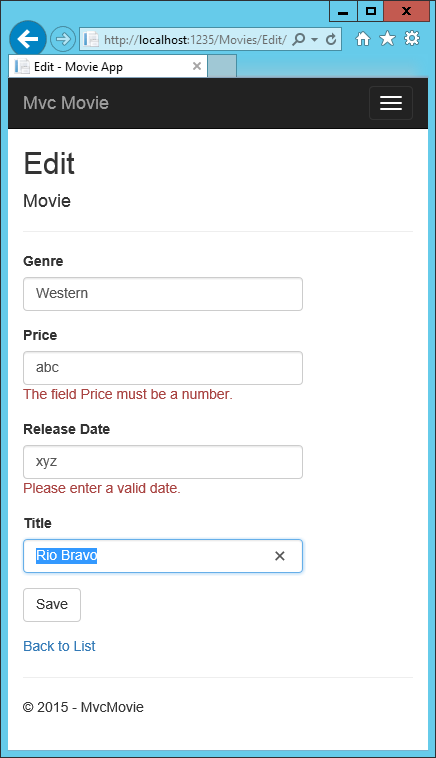 http://localhost:1235/Movies/Edit/
Edit - Movie App
Mvc Movie
Edit
Movie
Genre
Western
Price
abc
The field Price must be a number.
Release Date
xyz
Please enter a valid date.
Title
Rio Bravo
Save
Back to List
© 2015 - MvcMovie